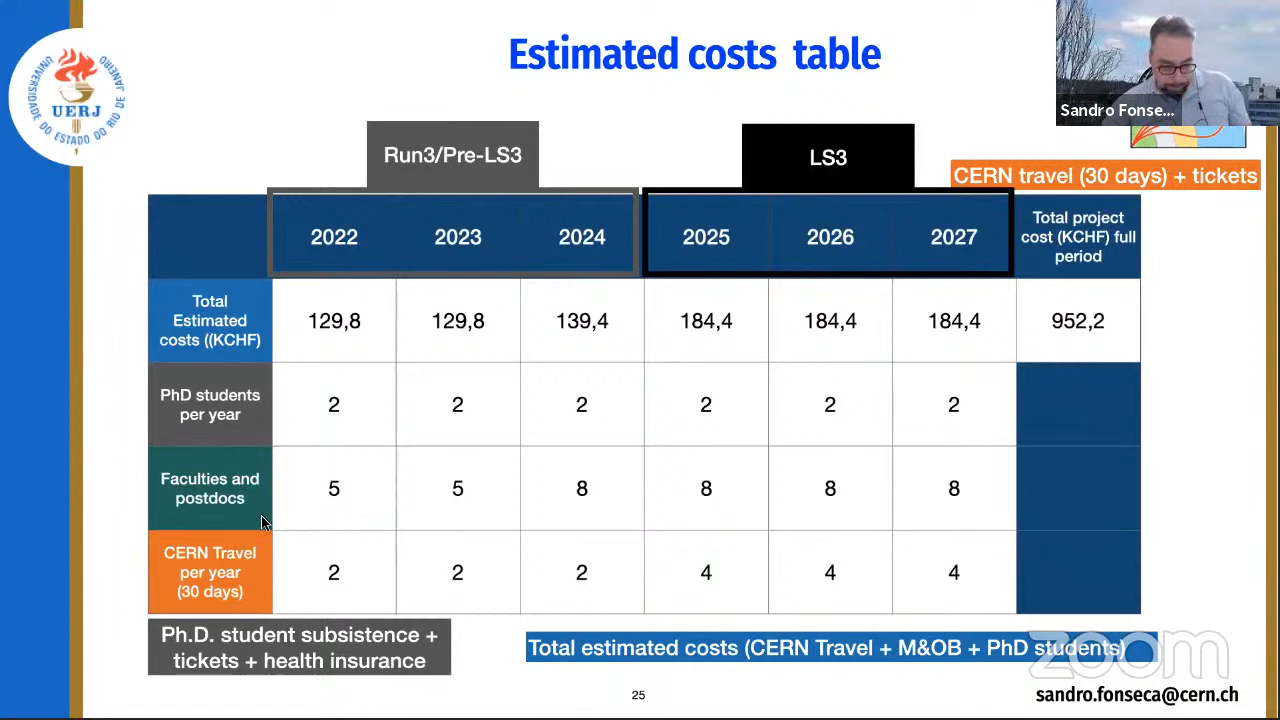 Estimated costs table
UNIVERSIDADE DO ESTADO DO RIO DE JANEIRO
UERJ
Sandro Fonse...
Run3/Pre-LS3
LS3
CERN travel (30 days) + tickets
2022 2023 2024 2025 2026 2027 Total project
cost (KCHF) full
period
Total
Estimated
costs ((KCHF)
129,8 129,8 139,4 184,4 184,4 184,4 952,2
PhD students
per year
2 2 2 2 2 2
Faculties and
postdocs
5 5 8 8 8 8
CERN Travel
per year
(30 days)
2 2 2 4 4 4
Ph.D. student subsistence +
tickets + health insurance
Total estimated costs (CERN Travel + M&OB + PhD students)
zoom
25
sandro.fonseca@cern.ch